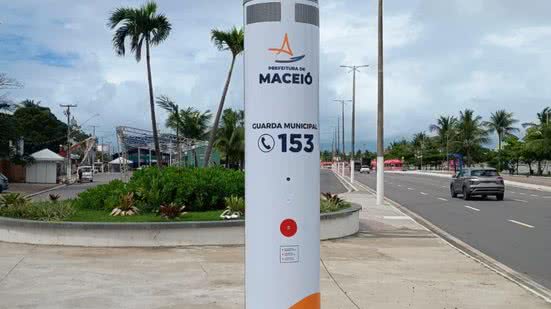 PREFEITURA DE
MACEIÓ
GUARDA MUNICIPAL
153